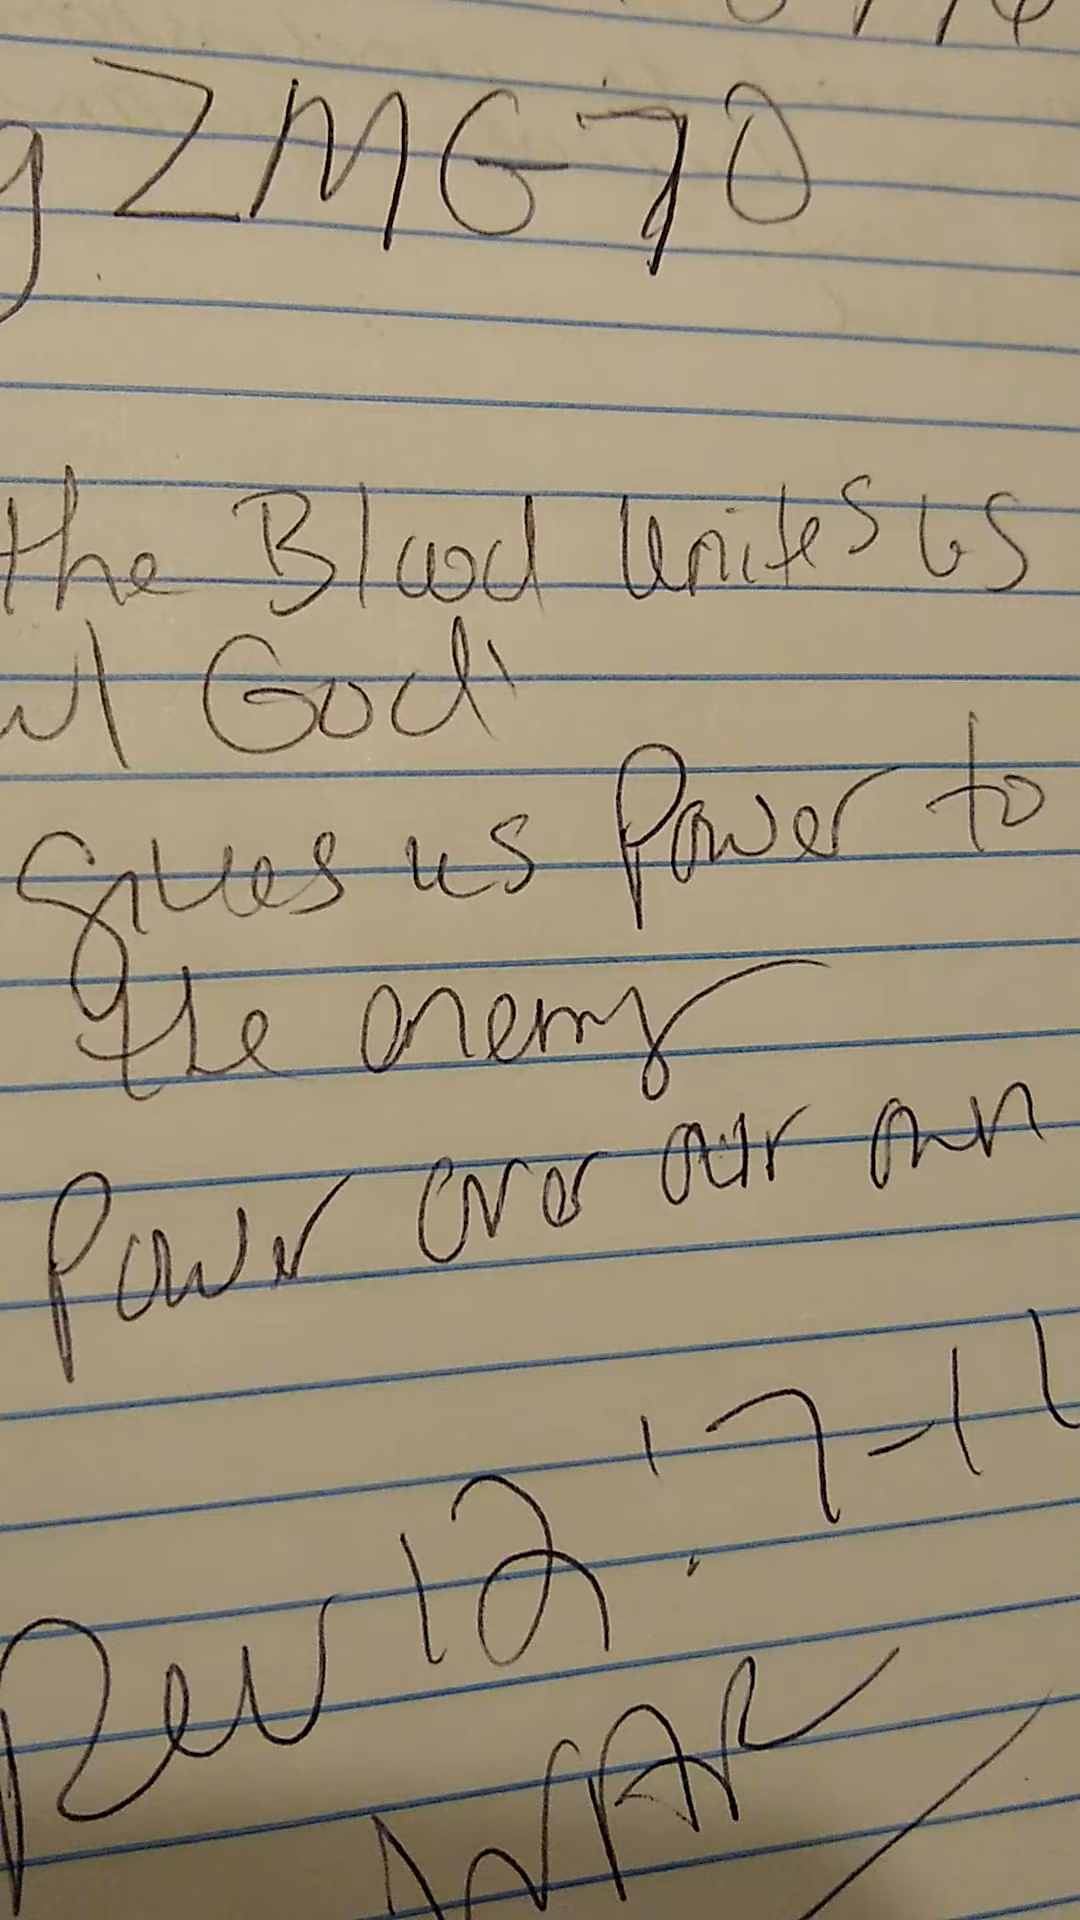 g ZMG70
the Blood Unites us
w/ God
gives us Power to
the enemy
Power over our own
Rev 12:7-11
WAR